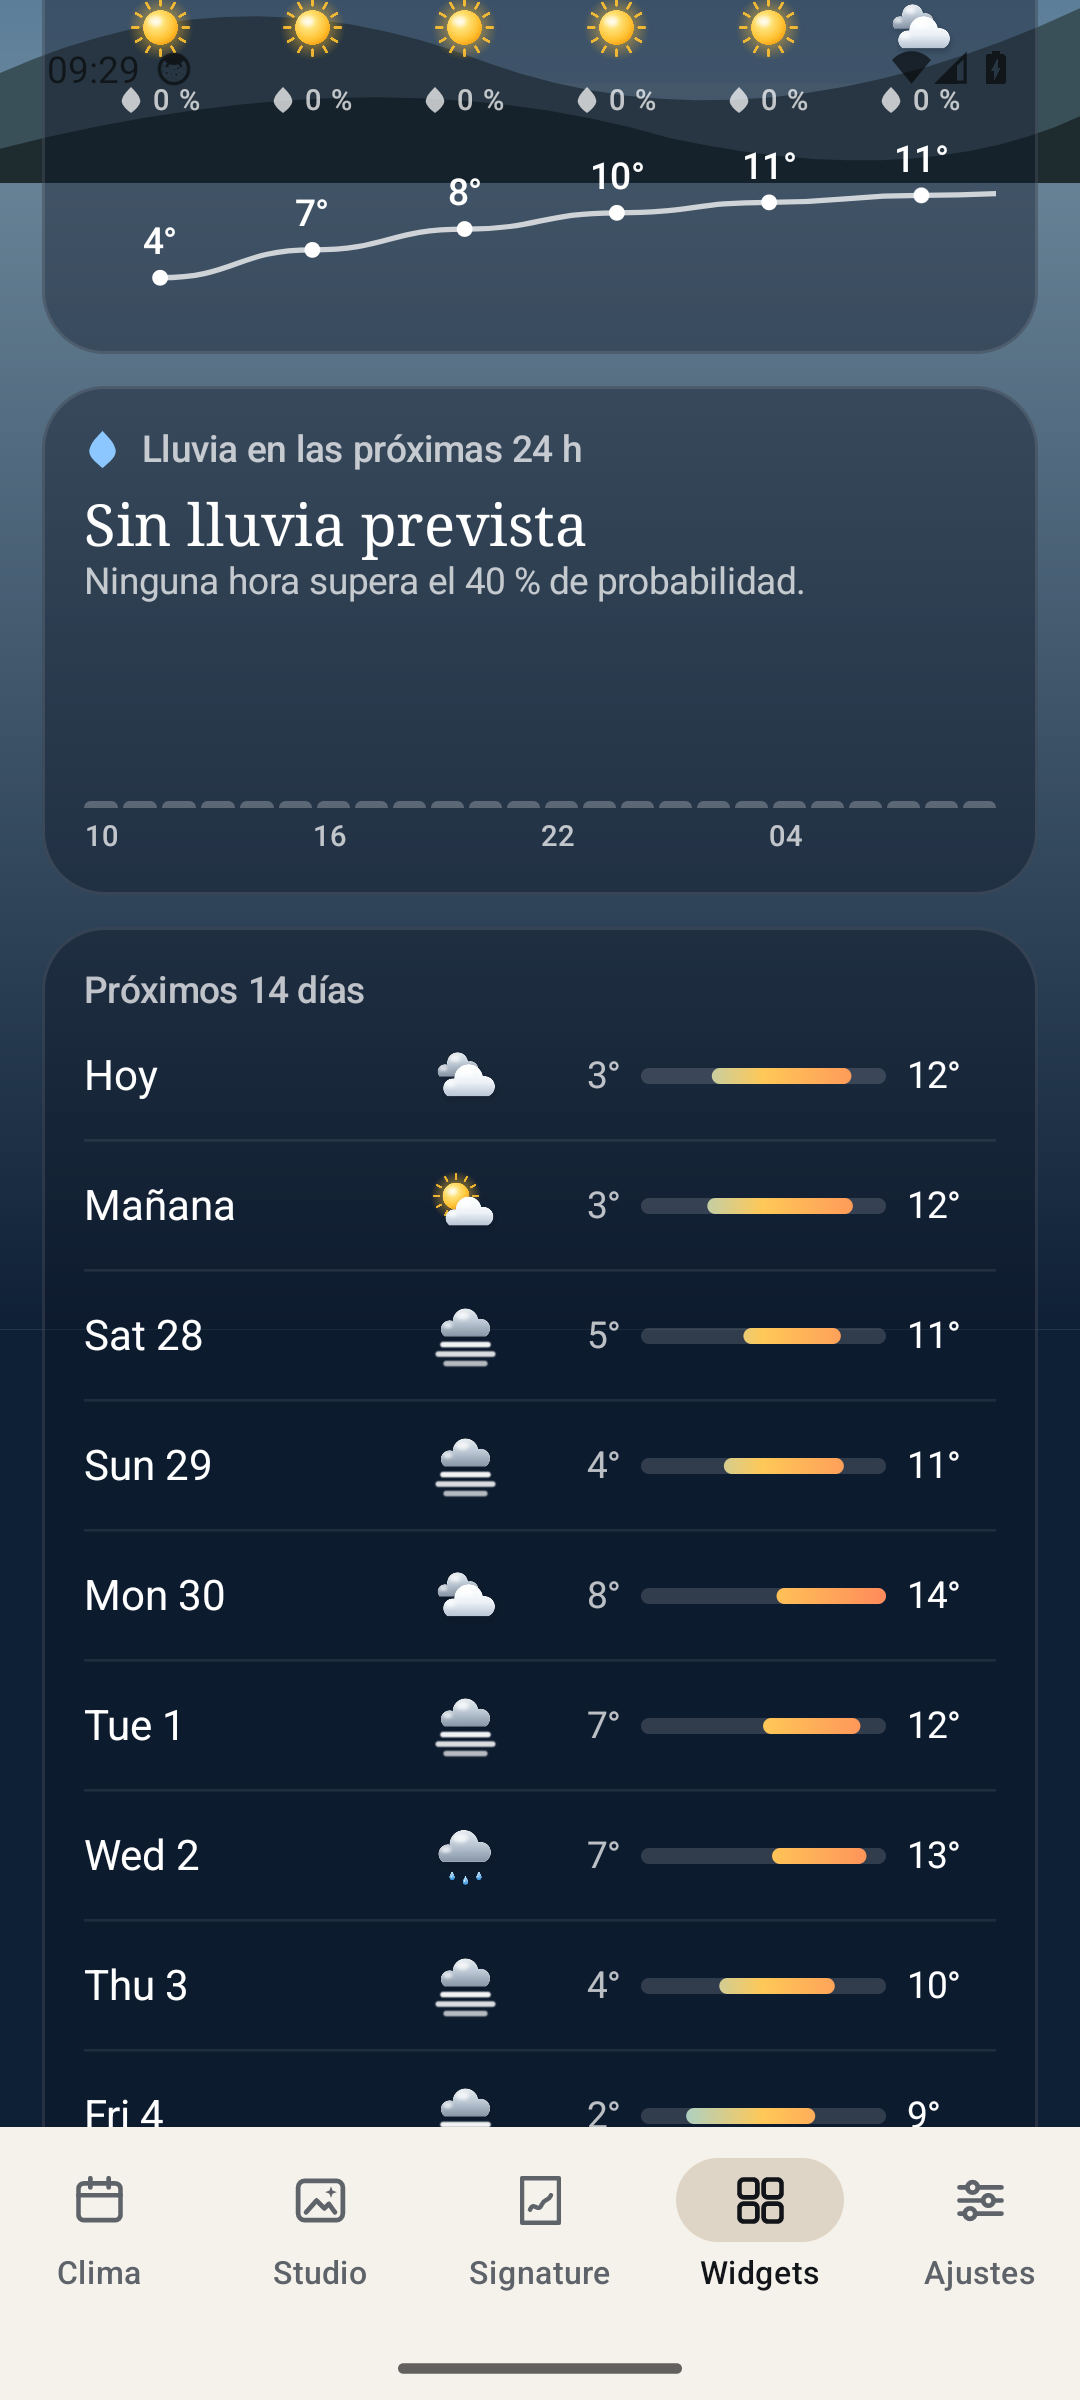 09:29
0 % 0 % 0 % 0 % 0 % 0 %
4° 7° 8° 10° 11° 11°
Lluvia en las próximas 24 h
Sin lluvia prevista
Ninguna hora supera el 40 % de probabilidad.
10 16 22 04
Próximos 14 días
Hoy 3° 12°
Mañana 3° 12°
Sat 28 5° 11°
Sun 29 4° 11°
Mon 30 8° 14°
Tue 1 7° 12°
Wed 2 7° 13°
Thu 3 4° 10°
Fri 4 2° 9°
Clima Studio Signature Widgets Ajustes